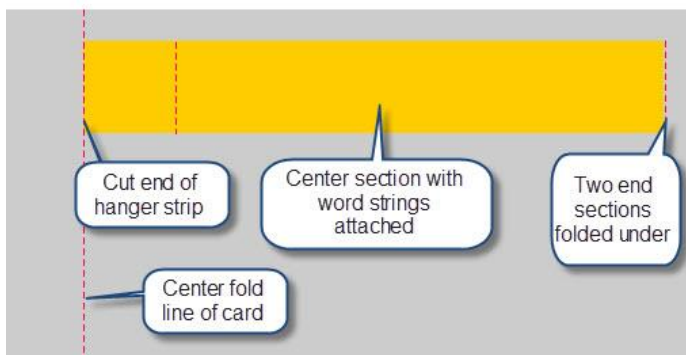 Cut end of
hanger strip
Center section with
word strings
attached
Two end
sections
folded under
Center fold
line of card